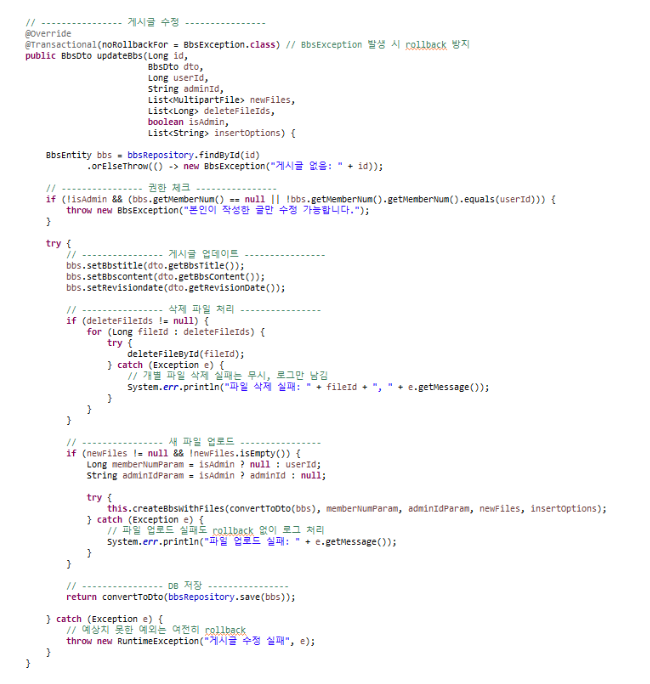 // ---------------- 게시글 수정 ----------------
@Override
@Transactional(noRollbackFor = BbsException.class) // BbsException 발생 시 rollback 방지
public BbsDto updateBbs(Long id,
                        BbsDto dto,
                        Long userId,
                        String adminId,
                        List<MultipartFile> newFiles,
                        List<Long> deleteFileIds,
                        boolean isAdmin,
                        List<String> insertOptions) {

    BbsEntity bbs = bbsRepository.findById(id)
            .orElseThrow(() -> new BbsException("게시글 없음: " + id));

    // ---------------- 권한 체크 ----------------
    if (!isAdmin && (bbs.getMemberNum() == null || !bbs.getMemberNum().getMemberNum().equals(userId))) {
        throw new BbsException("본인이 작성한 글만 수정 가능합니다.");
    }

    try {
        // ---------------- 게시글 업데이트 ----------------
        bbs.setBbstitle(dto.getBbsTitle());
        bbs.setBbscontent(dto.getBbsContent());
        bbs.setRevisiondate(dto.getRevisionDate());

        // ---------------- 삭제 파일 처리 ----------------
        if (deleteFileIds != null) {
            for (Long fileId : deleteFileIds) {
                try {
                    deleteFileById(fileId);
                } catch (Exception e) {
                    // 개별 파일 삭제 실패는 무시, 로그만 남김
                    System.err.println("파일 삭제 실패: " + fileId + ", " + e.getMessage());
                }
            }
        }

        // ---------------- 새 파일 업로드 ----------------
        if (newFiles != null && !newFiles.isEmpty()) {
            Long memberNumParam = isAdmin ? null : userId;
            String adminIdParam = isAdmin ? adminId : null;

            try {
                this.createBbsWithFiles(convertToDto(bbs), memberNumParam, adminIdParam, newFiles, insertOptions);
            } catch (Exception e) {
                // 파일 업로드 실패도 rollback 없이 로그 처리
                System.err.println("파일 업로드 실패: " + e.getMessage());
            }
        }

        // ---------------- DB 저장 ----------------
        return convertToDto(bbsRepository.save(bbs));

    } catch (Exception e) {
        // 예상지 못한 예외는 여전히 rollback
        throw new RuntimeException("게시글 수정 실패", e);
    }
}